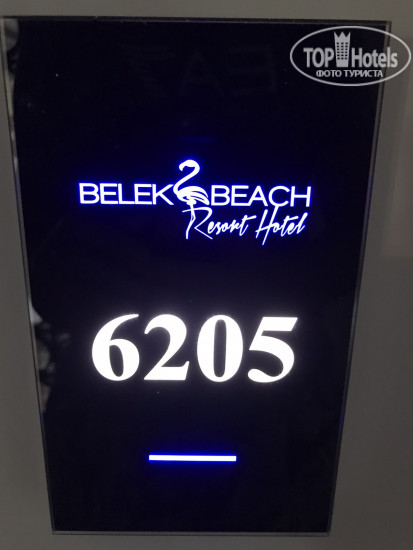 TOP Hotels
ФОТО ТУРИСТА
BELEK BEACH
Resort Hotel
6205